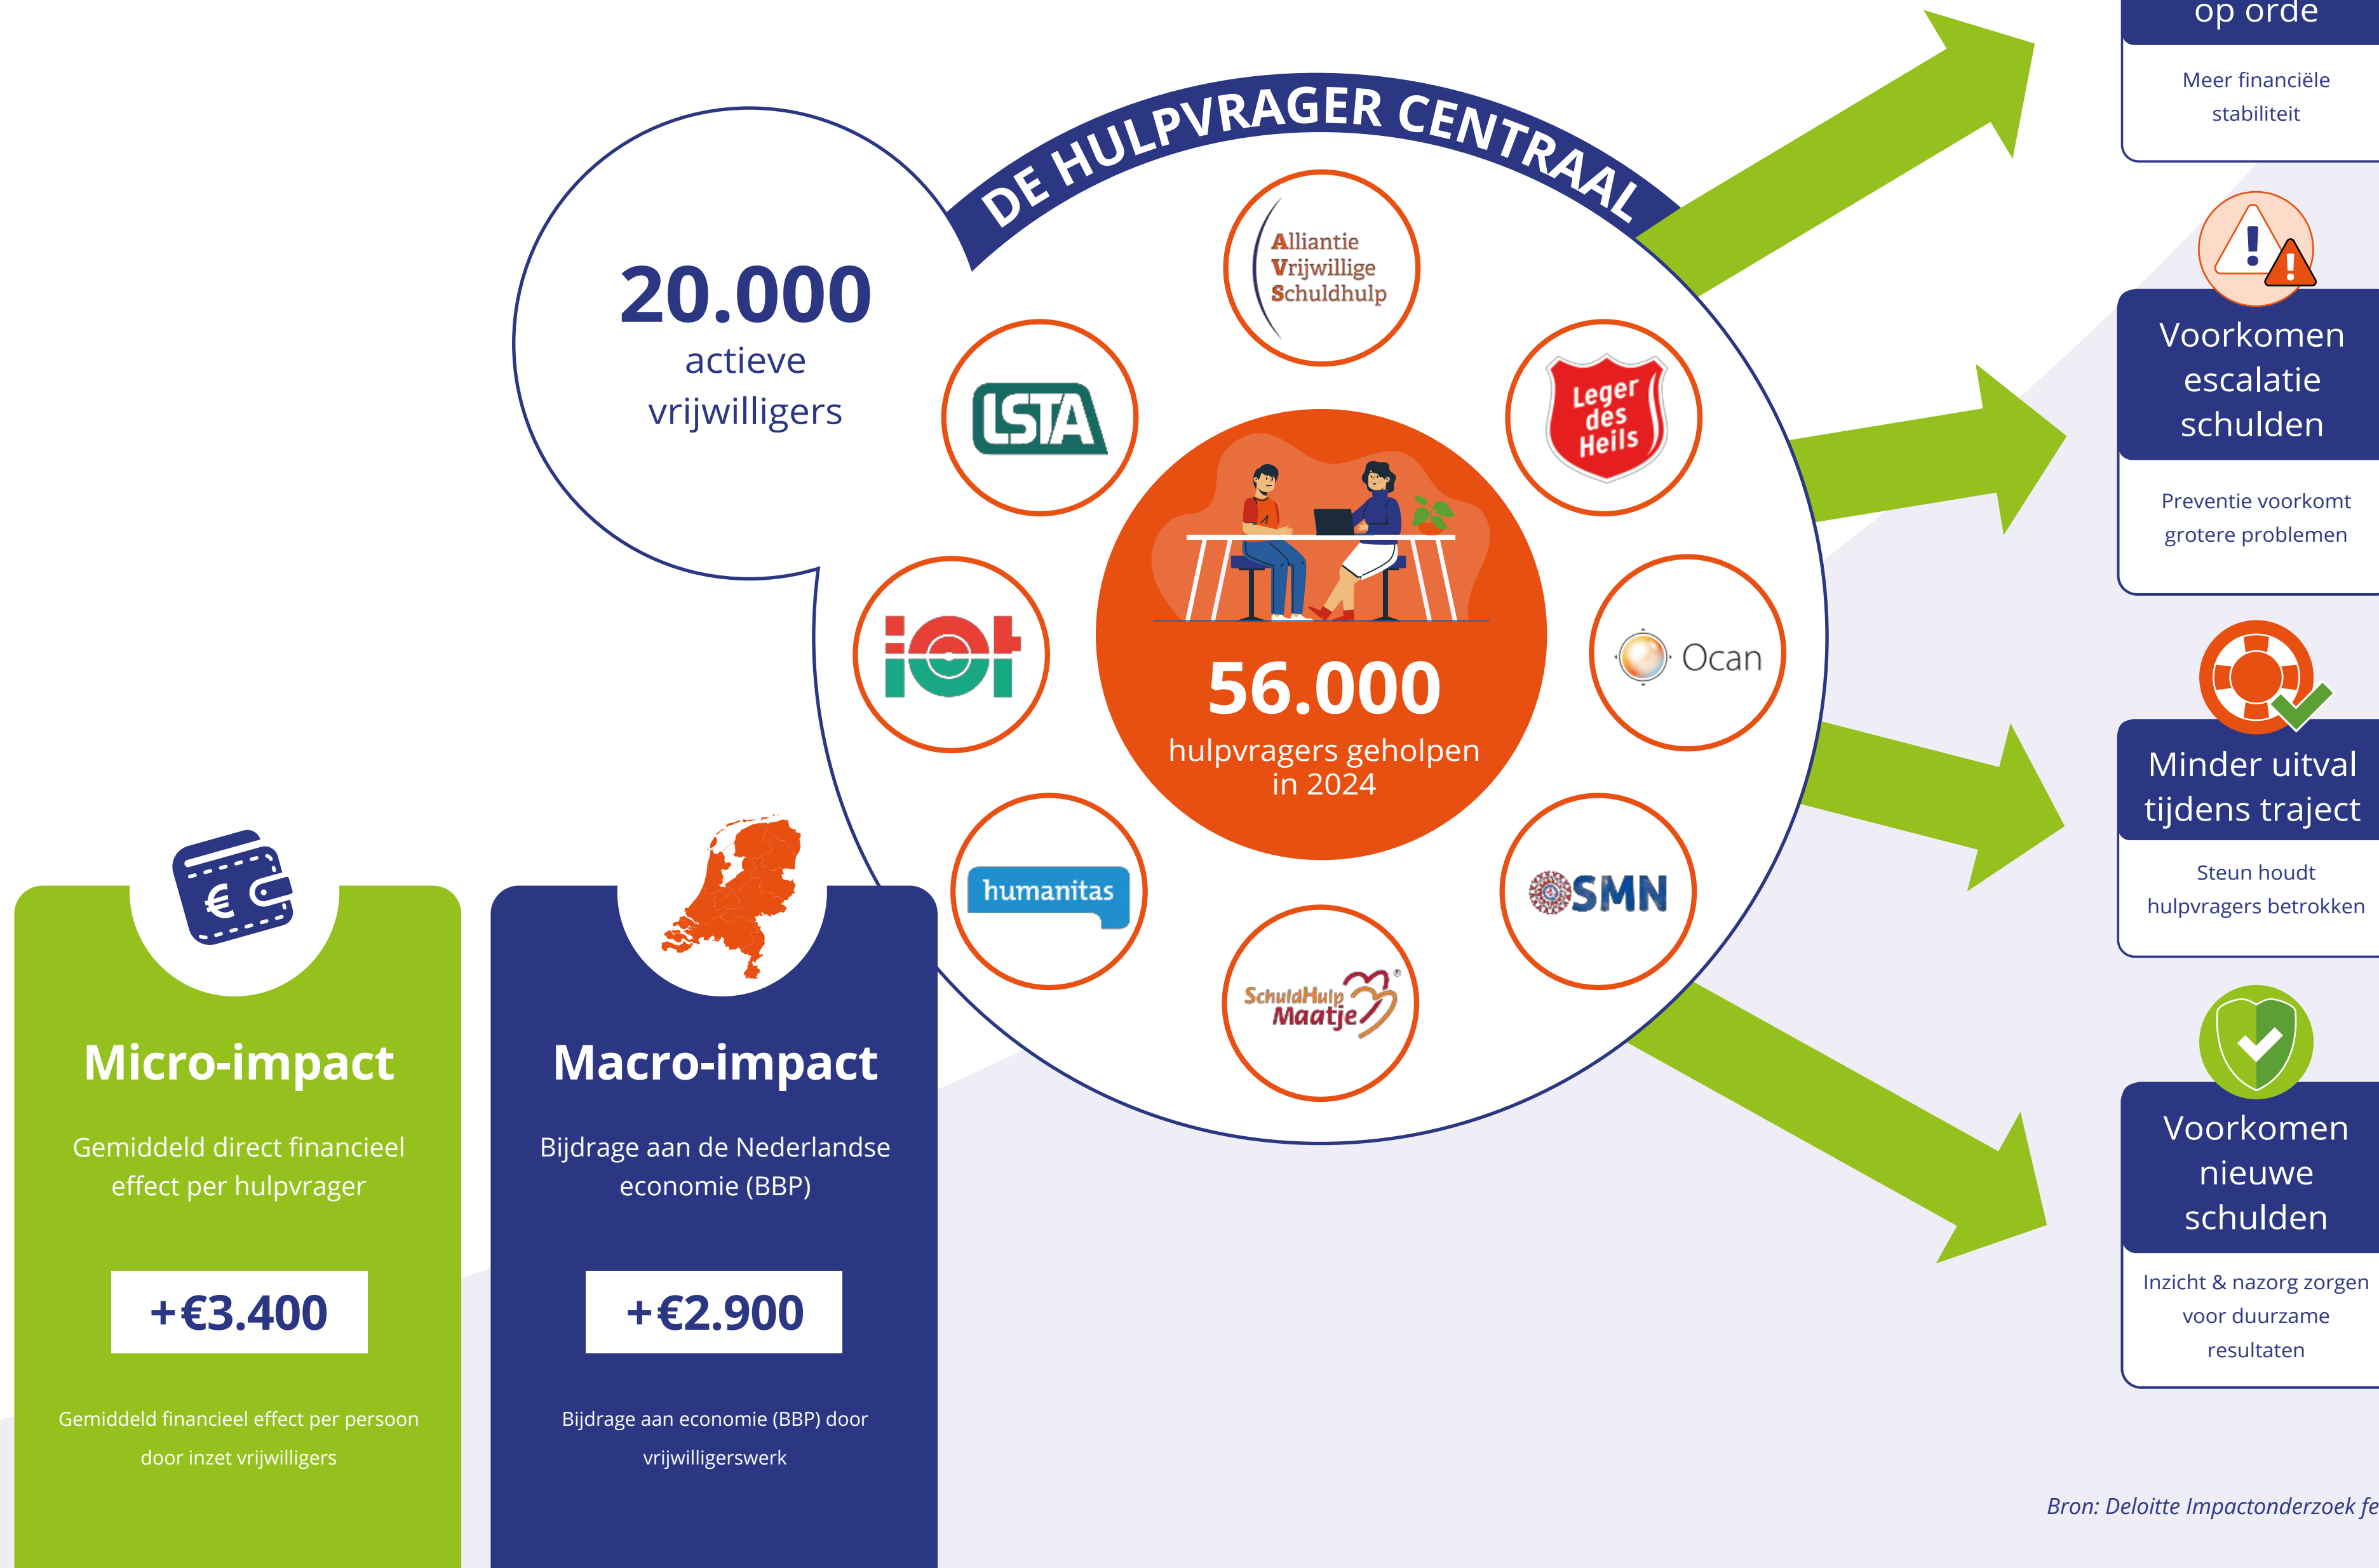 DE HULPVRAGER CENTRAAL
20.000
actieve
vrijwilligers
Alliantie
Vrijwillige
Schuldhulp
LSTA
Leger
des
Heils
iot
Ocan
humanitas
SMN
SchuldHulp
Maatje®
56.000
hulpvragers geholpen
in 2024
€
Micro-impact
Gemiddeld direct financieel
effect per hulpvrager
+€3.400
Gemiddeld financieel effect per persoon
door inzet vrijwilligers
Macro-impact
Bijdrage aan de Nederlandse
economie (BBP)
+€2.900
Bijdrage aan economie (BBP) door
vrijwilligerswerk
op orde
Meer financiële
stabiliteit
Voorkomen
escalatie
schulden
Preventie voorkomt
grotere problemen
Minder uitval
tijdens traject
Steun houdt
hulpvragers betrokken
Voorkomen
nieuwe
schulden
Inzicht & nazorg zorgen
voor duurzame
resultaten
Bron: Deloitte Impactonderzoek fe